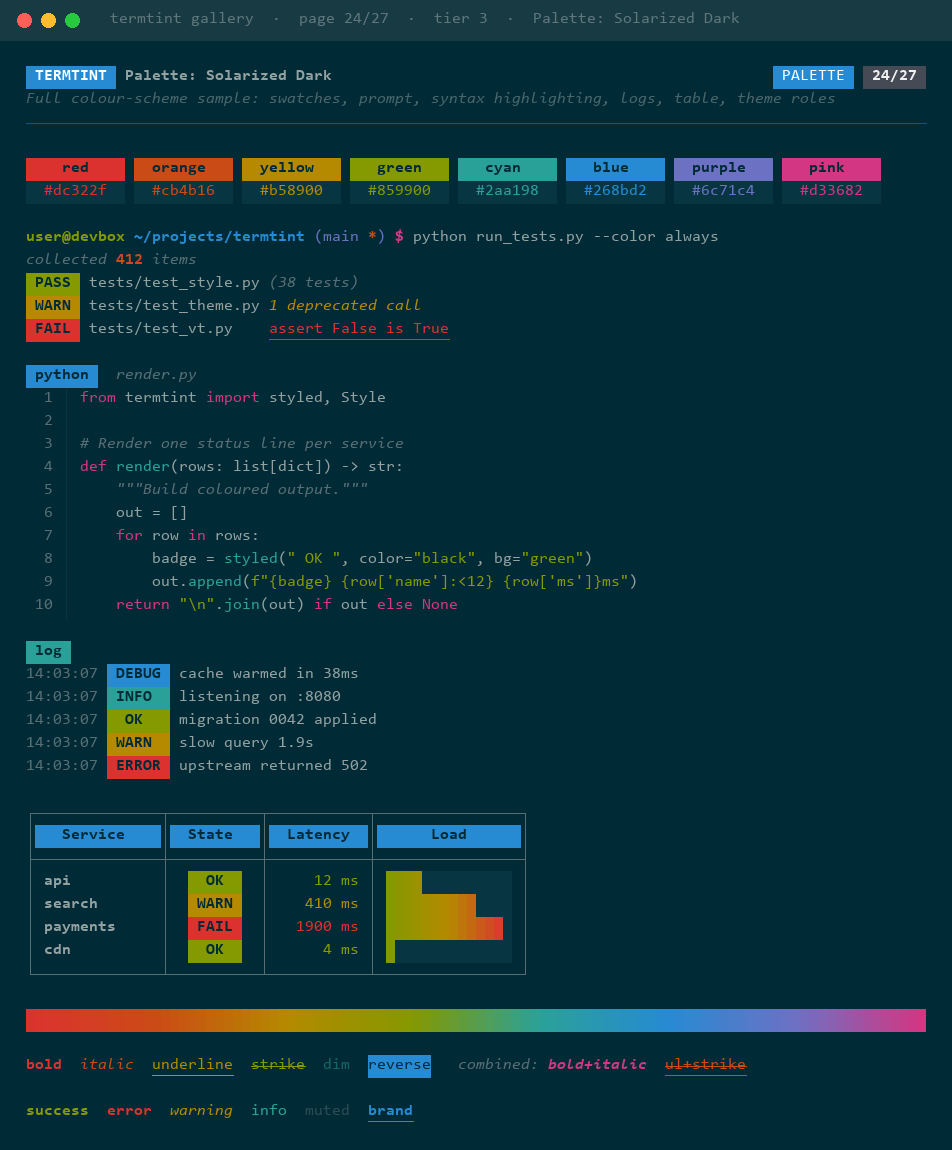 termtint gallery · page 24/27 · tier 3 · Palette: Solarized Dark
TERMTINT Palette: Solarized Dark PALETTE 24/27
Full colour-scheme sample: swatches, prompt, syntax highlighting, logs, table, theme roles
red orange yellow green cyan blue purple pink
#dc322f #cb4b16 #b58900 #859900 #2aa198 #268bd2 #6c71c4 #d33682
user@devbox ~/projects/termtint (main *) $ python run_tests.py --color always
collected 412 items
PASS tests/test_style.py (38 tests)
WARN tests/test_theme.py 1 deprecated call
FAIL tests/test_vt.py assert False is True
python render.py
1 from termtint import styled, Style
2
3 # Render one status line per service
4 def render(rows: list[dict]) -> str:
5 """Build coloured output."""
6 out = []
7 for row in rows:
8 badge = styled(" OK ", color="black", bg="green")
9 out.append(f"{badge} {row['name']:<12} {row['ms']}ms")
10 return "\n".join(out) if out else None
log
14:03:07 DEBUG cache warmed in 38ms
14:03:07 INFO listening on :8080
14:03:07 OK migration 0042 applied
14:03:07 WARN slow query 1.9s
14:03:07 ERROR upstream returned 502
Service State Latency Load
api OK 12 ms
search WARN 410 ms
payments FAIL 1900 ms
cdn OK 4 ms
bold italic underline strike dim reverse combined: bold+italic ul+strike
success error warning info muted brand